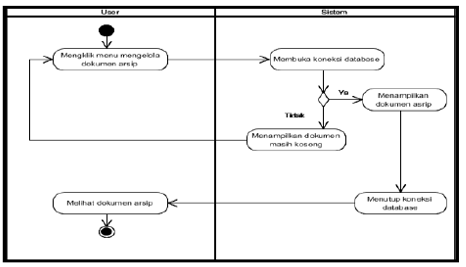 User
Sistem
Mengklik menu mengelola
dokumen arsip
Membuka koneksi database
Ya
Menampilkan
dokumen asrip
Tidak
Menampilkan dokumen
masih kosong
Melihat dokumen arsip
Menutup koneksi
database